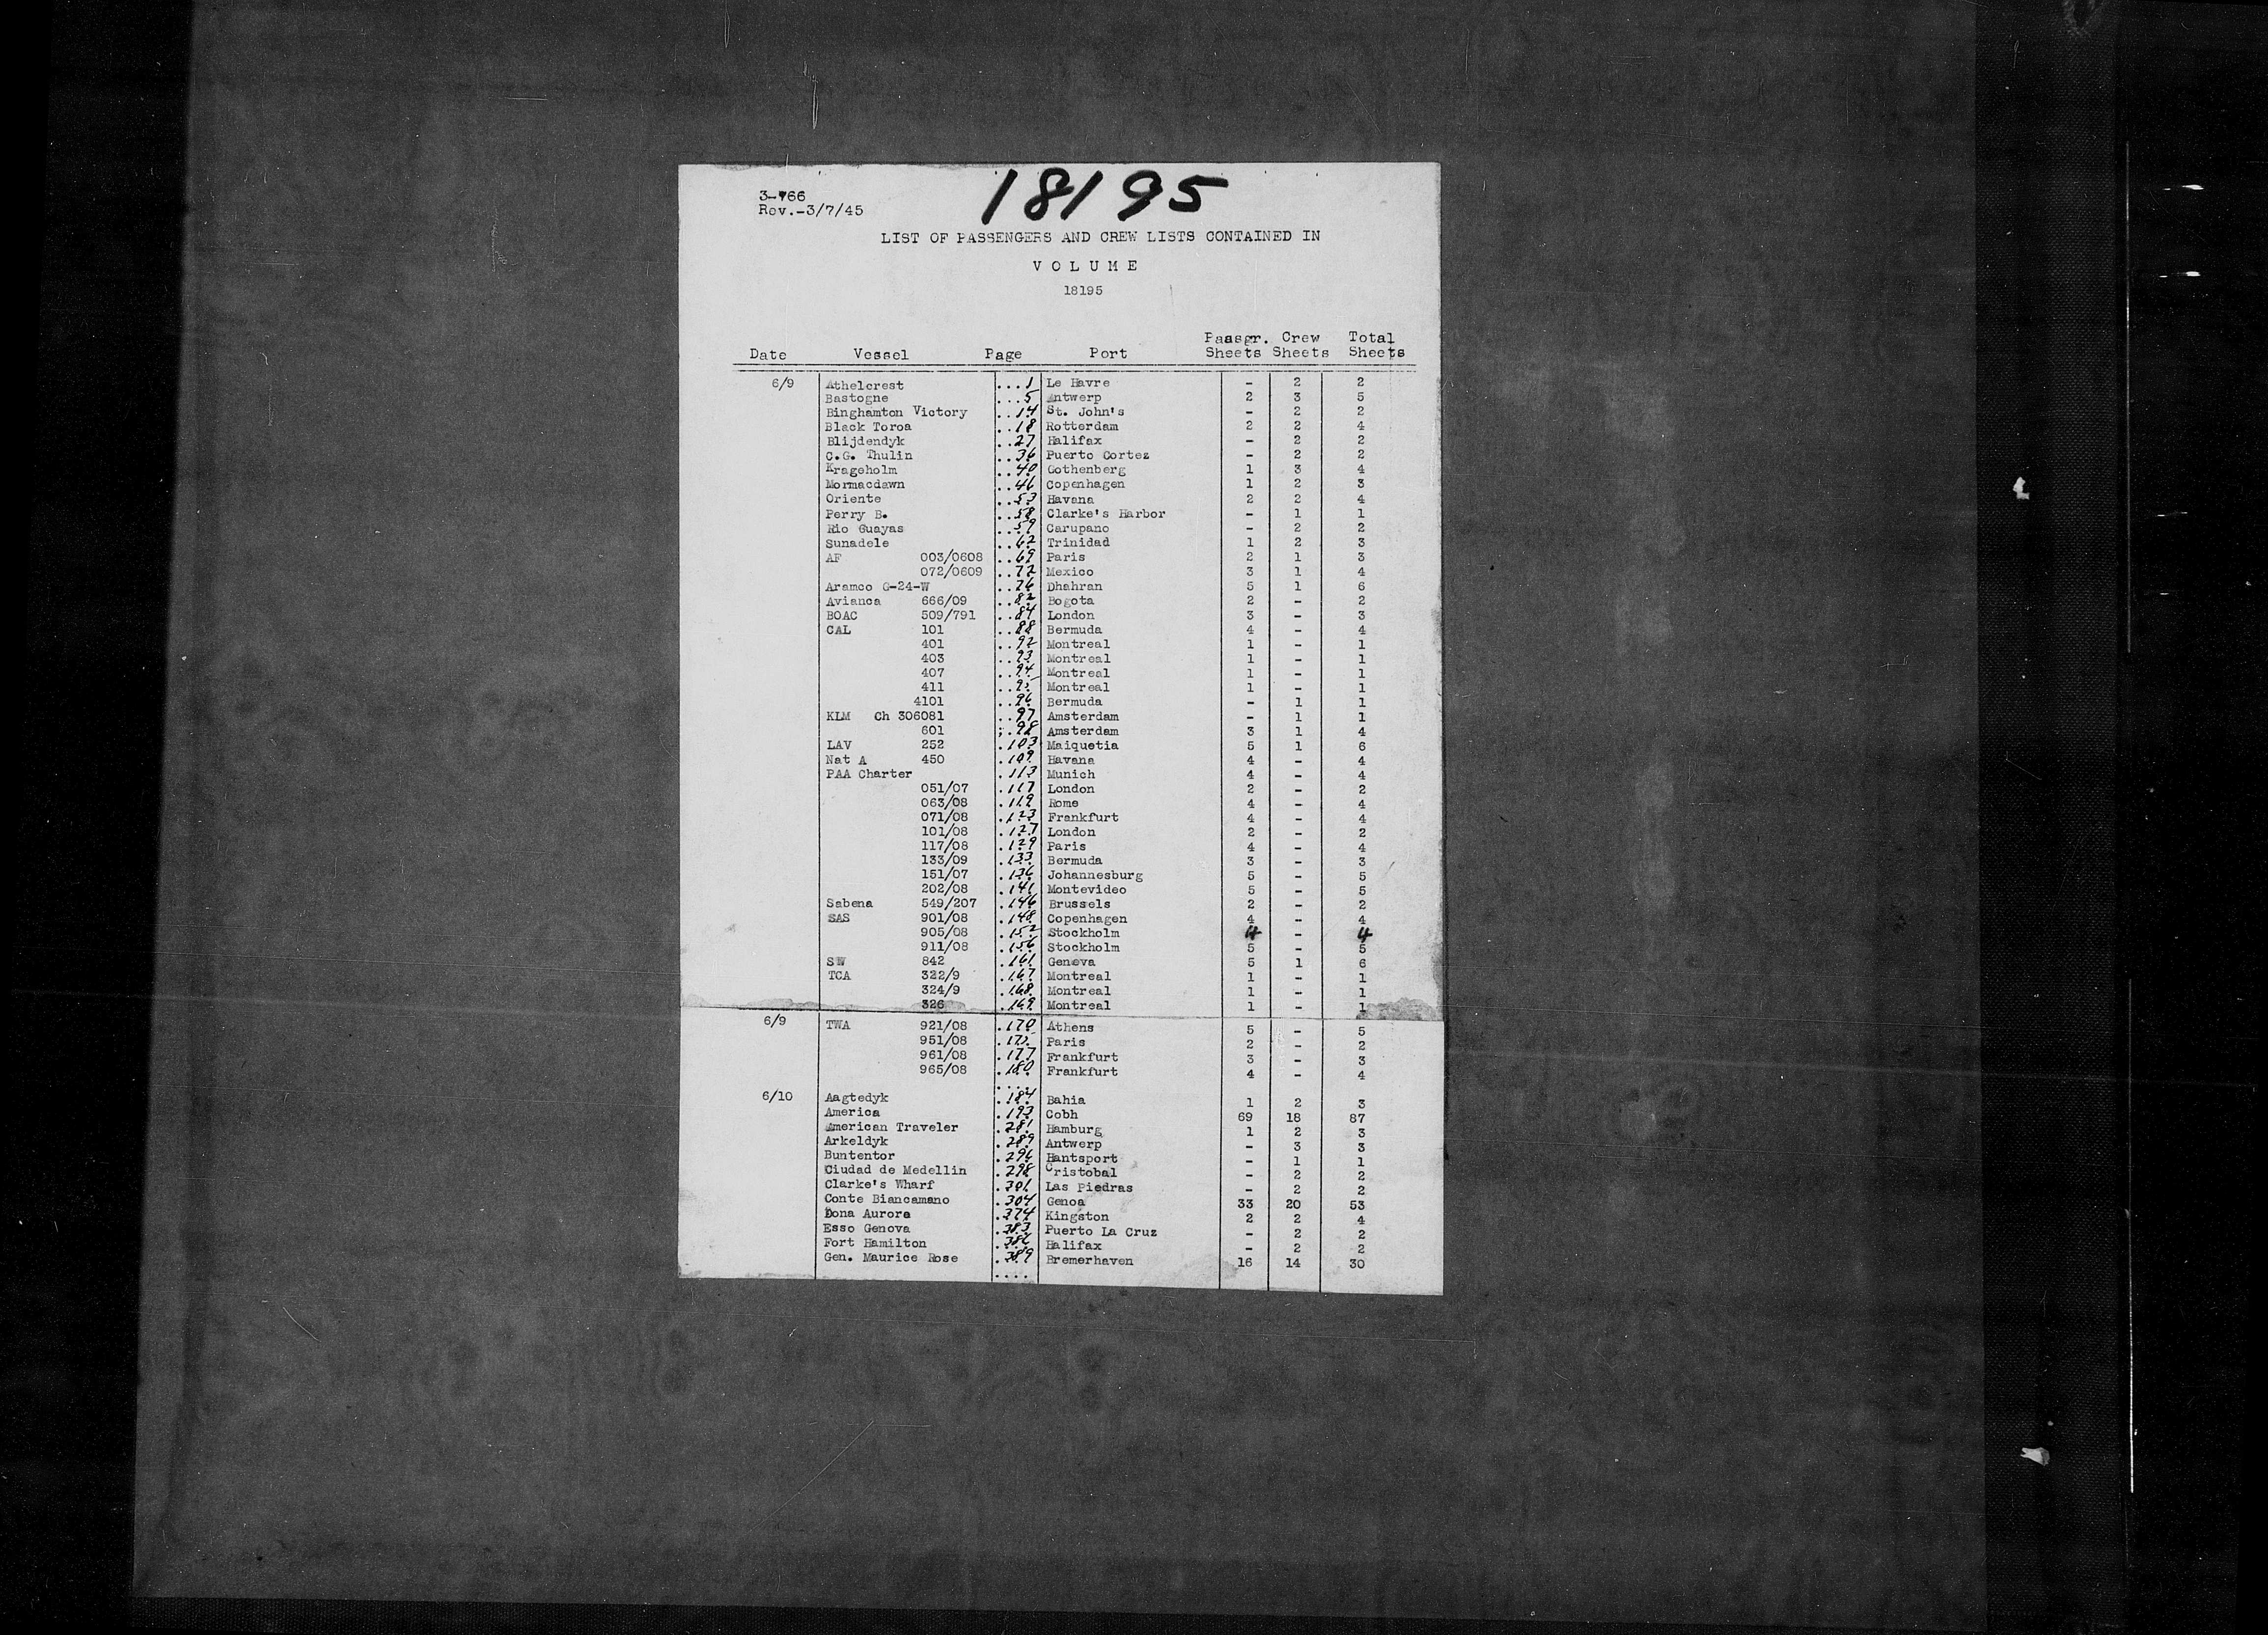 18195
3-766
Rev.-3/7/45
LIST OF PASSENGERS AND CREW LISTS CONTAINED IN
VOLUME
18195
Paasgr. Crew Total
Date Vessel Page Port Sheets Sheets Sheets
6/9 Athelcrest ...1 Le Havre - 2 2
Bastogne ...5 Antwerp 2 3 5
Binghamton Victory ..14 St. John's - 2 2
Black Toroa ..18 Rotterdam 2 2 4
Blijdendyk ..27 Halifax - 2 2
C.G. Thulin ..36 Puerto Cortez - 2 2
Krageholm ..40 Gothenberg 1 3 4
Mormacdawn ..46 Copenhagen 1 2 3
Oriente ..53 Havana 2 2 4
Perry B. ..58 Clarke's Harbor - 1 1
Rio Guayas ..59 Carupano - 2 2
Sunadele ..62 Trinidad 1 2 3
AF 003/0608 ..69 Paris 2 1 3
072/0609 ..72 Mexico 3 1 4
Aramco G-24-W ..76 Dhahran 5 1 6
Avianca 666/09 ..82 Bogota 2 - 2
BOAC 509/791 ..84 London 3 - 3
CAL 101 ..88 Bermuda 4 - 4
401 ..92 Montreal 1 - 1
403 ..93 Montreal 1 - 1
407 ..94 Montreal 1 - 1
411 ..95 Montreal 1 - 1
4101 ..96 Bermuda - 1 1
KLM Ch 306081 ..97 Amsterdam - 1 1
601 ..98 Amsterdam 3 1 4
LAV 252 .103 Maiquetia 5 1 6
Nat A 450 .109 Havana 4 - 4
PAA Charter .113 Munich 4 - 4
051/07 .117 London 2 - 2
063/08 .119 Rome 4 - 4
071/08 .123 Frankfurt 4 - 4
101/08 .127 London 2 - 2
117/08 .129 Paris 4 - 4
133/09 .133 Bermuda 3 - 3
151/07 .136 Johannesburg 5 - 5
202/08 .141 Montevideo 5 - 5
Sabena 549/207 .146 Brussels 2 - 2
SAS 901/08 .148 Copenhagen 4 - 4
905/08 .152 Stockholm 4 - 4
911/08 .156 Stockholm 5 - 5
SW 842 .161 Geneva 5 1 6
TCA 322/9 .167 Montreal 1 - 1
324/9 .168 Montreal 1 - 1
326 .169 Montreal 1 - 1
6/9 TWA 921/08 .170 Athens 5 - 5
951/08 .175 Paris 2 - 2
961/08 .177 Frankfurt 3 - 3
965/08 .180 Frankfurt 4 - 4
....
6/10 Aagtedyk .184 Bahia 1 2 3
America .193 Cobh 69 18 87
American Traveler .281 Hamburg 1 2 3
Arkeldyk .289 Antwerp - 3 3
Buntentor .296 Hantsport - 1 1
Ciudad de Medellin .298 Cristobal - 2 2
Clarke's Wharf .301 Las Piedras - 2 2
Conte Biancamano .304 Genoa 33 20 53
Dona Aurora .374 Kingston 2 2 4
Esso Genova .383 Puerto La Cruz - 2 2
Fort Hamilton .386 Halifax - 2 2
Gen. Maurice Rose .389 Bremerhaven 16 14 30
....